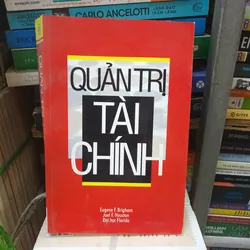 CARLO ANCELOTTI
QUẢN TRỊ
TÀI
CHÍNH
Eugene F. Brigham
Joel F. Houston
Đại học Florida